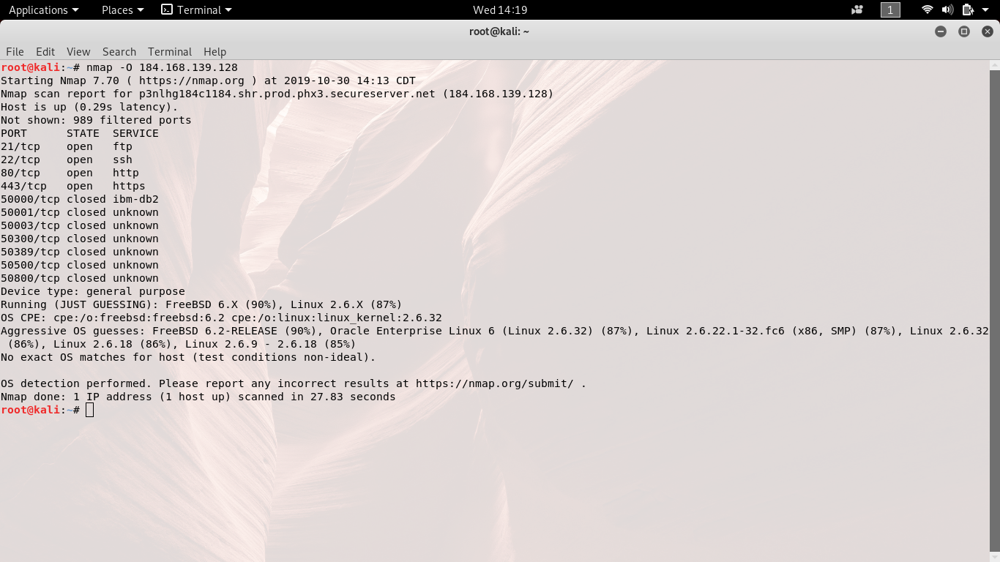 Applications Places Terminal Wed 14:19 1
root@kali: ~
File Edit View Search Terminal Help
root@kali:~# nmap -O 184.168.139.128
Starting Nmap 7.70 ( https://nmap.org ) at 2019-10-30 14:13 CDT
Nmap scan report for p3nlhg184c1184.shr.prod.phx3.secureserver.net (184.168.139.128)
Host is up (0.29s latency).
Not shown: 989 filtered ports
PORT      STATE  SERVICE
21/tcp    open   ftp
22/tcp    open   ssh
80/tcp    open   http
443/tcp   open   https
50000/tcp closed ibm-db2
50001/tcp closed unknown
50003/tcp closed unknown
50300/tcp closed unknown
50389/tcp closed unknown
50500/tcp closed unknown
50800/tcp closed unknown
Device type: general purpose
Running (JUST GUESSING): FreeBSD 6.X (90%), Linux 2.6.X (87%)
OS CPE: cpe:/o:freebsd:freebsd:6.2 cpe:/o:linux:linux_kernel:2.6.32
Aggressive OS guesses: FreeBSD 6.2-RELEASE (90%), Oracle Enterprise Linux 6 (Linux 2.6.32) (87%), Linux 2.6.22.1-32.fc6 (x86, SMP) (87%), Linux 2.6.32
 (86%), Linux 2.6.18 (86%), Linux 2.6.9 - 2.6.18 (85%)
No exact OS matches for host (test conditions non-ideal).
OS detection performed. Please report any incorrect results at https://nmap.org/submit/ .
Nmap done: 1 IP address (1 host up) scanned in 27.83 seconds
root@kali:~#